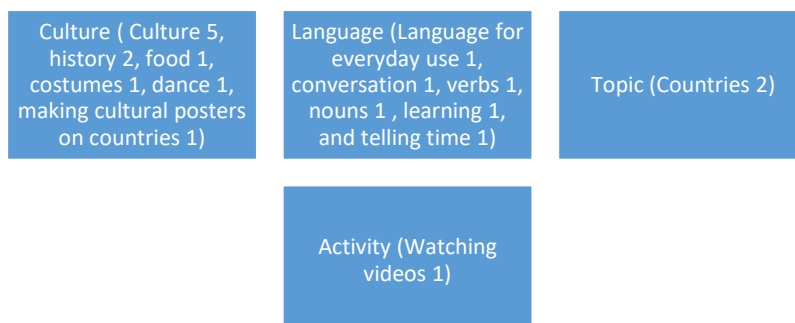 Culture ( Culture 5,
history 2, food 1,
costumes 1, dance 1,
making cultural posters
on countries 1)
Language (Language for
everyday use 1,
conversation 1, verbs 1,
nouns 1 , learning 1,
and telling time 1)
Topic (Countries 2)
Activity (Watching
videos 1)